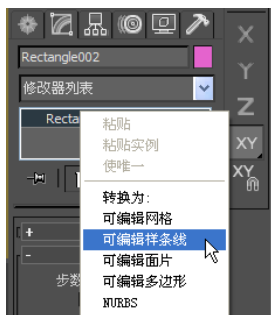 Rectangle002
修改器列表
Recta
粘贴
粘贴实例
使唯一
转换为:
可编辑网格
可编辑样条线
可编辑面片
可编辑多边形
NURBS
+
-
步数
X
Y
Z
XY
XY